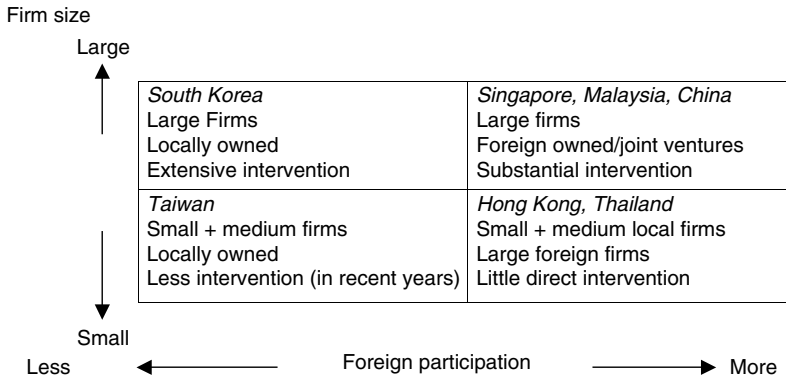 Firm size
Large
South Korea
Large Firms
Locally owned
Extensive intervention
Singapore, Malaysia, China
Large firms
Foreign owned/joint ventures
Substantial intervention
Taiwan
Small + medium firms
Locally owned
Less intervention (in recent years)
Hong Kong, Thailand
Small + medium local firms
Large foreign firms
Little direct intervention
Small
Less
Foreign participation
More